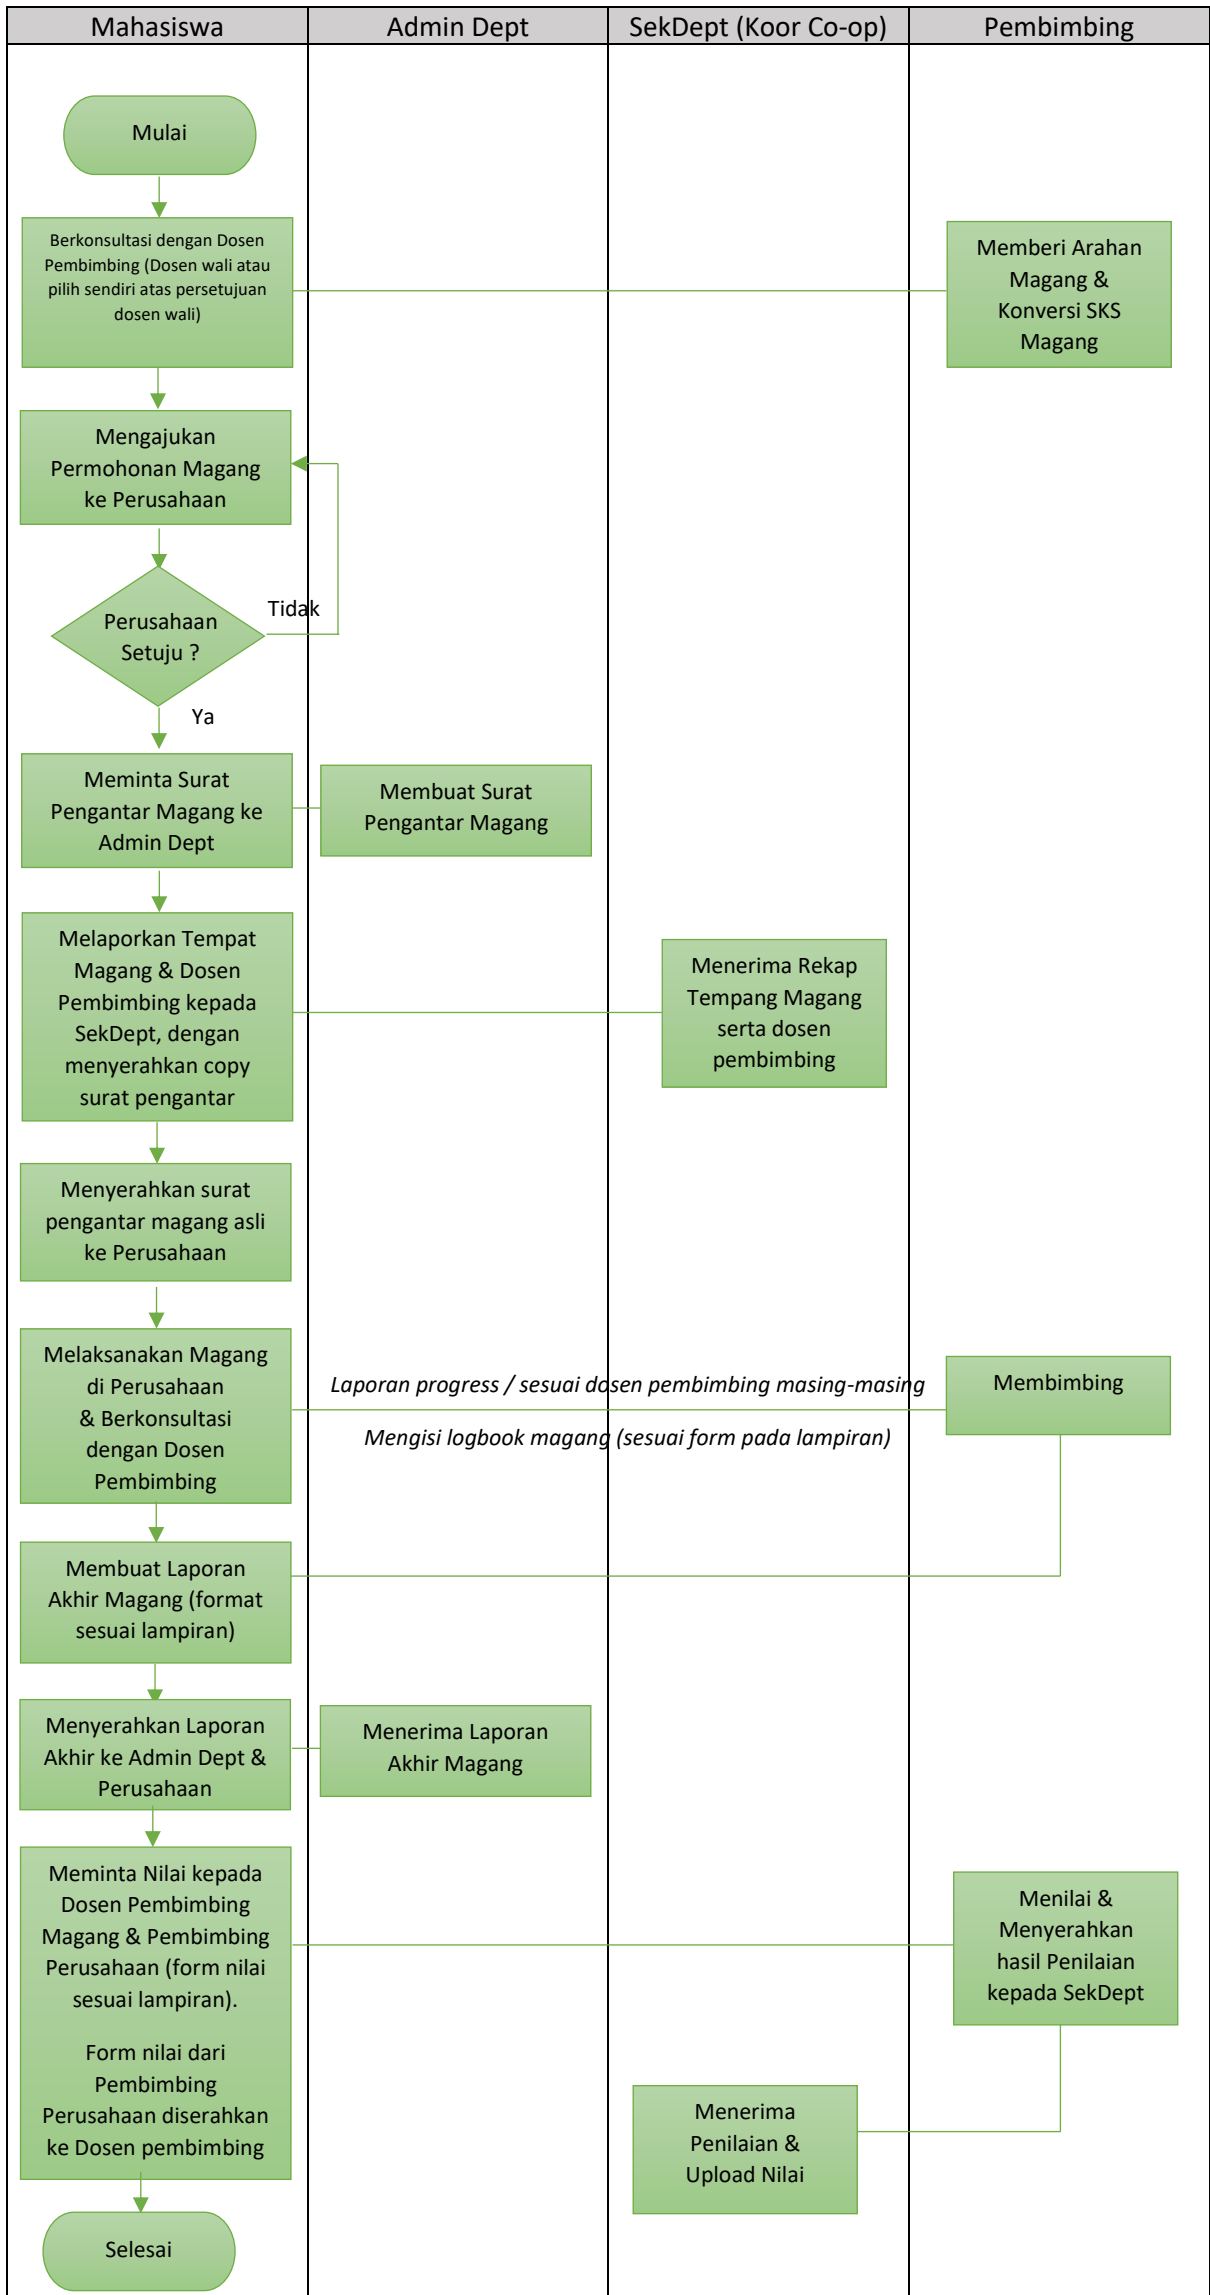 Mahasiswa
Admin Dept
SekDept (Koor Co-op)
Pembimbing
Mulai
Berkonsultasi dengan Dosen
Pembimbing (Dosen wali atau
pilih sendiri atas persetujuan
dosen wali)
Memberi Arahan
Magang &
Konversi SKS
Magang
Mengajukan
Permohonan Magang
ke Perusahaan
Perusahaan
Setuju ?
Tidak
Ya
Meminta Surat
Pengantar Magang ke
Admin Dept
Membuat Surat
Pengantar Magang
Melaporkan Tempat
Magang & Dosen
Pembimbing kepada
SekDept, dengan
menyerahkan copy
surat pengantar
Menerima Rekap
Tempang Magang
serta dosen
pembimbing
Menyerahkan surat
pengantar magang asli
ke Perusahaan
Melaksanakan Magang
di Perusahaan
& Berkonsultasi
dengan Dosen
Pembimbing
Laporan progress / sesuai dosen pembimbing masing-masing
Mengisi logbook magang (sesuai form pada lampiran)
Membimbing
Membuat Laporan
Akhir Magang (format
sesuai lampiran)
Menyerahkan Laporan
Akhir ke Admin Dept &
Perusahaan
Menerima Laporan
Akhir Magang
Meminta Nilai kepada
Dosen Pembimbing
Magang & Pembimbing
Perusahaan (form nilai
sesuai lampiran).
Form nilai dari
Pembimbing
Perusahaan diserahkan
ke Dosen pembimbing
Menilai &
Menyerahkan
hasil Penilaian
kepada SekDept
Menerima
Penilaian &
Upload Nilai
Selesai